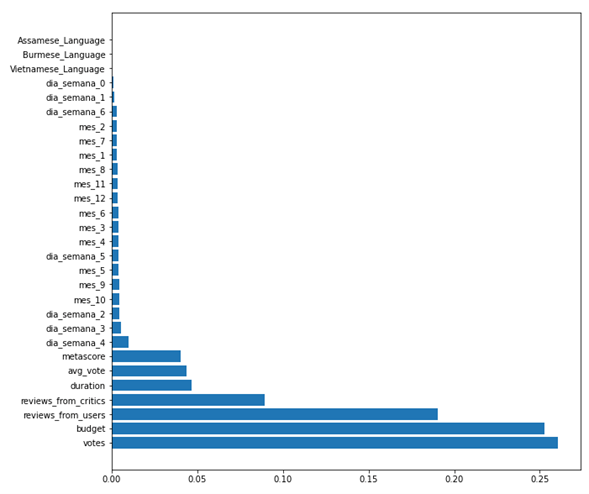 Assamese_Language
Burmese_Language
Vietnamese_Language
dia_semana_0
dia_semana_1
dia_semana_6
mes_2
mes_7
mes_1
mes_8
mes_11
mes_12
mes_6
mes_3
mes_4
dia_semana_5
mes_5
mes_9
mes_10
dia_semana_2
dia_semana_3
dia_semana_4
metascore
avg_vote
duration
reviews_from_critics
reviews_from_users
budget
votes
0.00 0.05 0.10 0.15 0.20 0.25